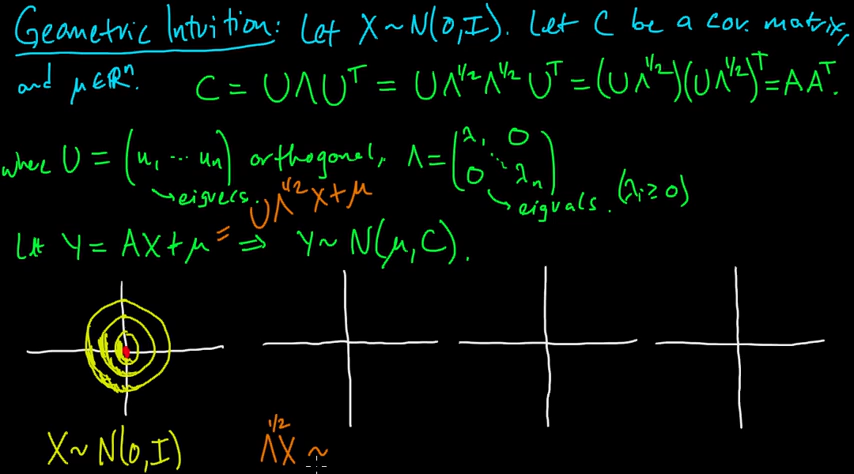 Geometric Intuition: Let X ~ N(0, I). Let C be a cov. matrix,
and μ∈ℝⁿ. C = UΛUᵀ = UΛ^{1/2}Λ^{1/2}Uᵀ = (UΛ^{1/2})(UΛ^{1/2})ᵀ = AAᵀ.
where U = (u₁ ⋯ uₙ) orthogonal, Λ = (λ₁ 0 ⋱ 0 λₙ) (λᵢ ≥ 0)
→ eigvecs. → eigvals.
Let Y = AX + μ = UΛ^{1/2}X + μ ⇒ Y ~ N(μ, C).
X ~ N(0, I) Λ^{1/2}X ~